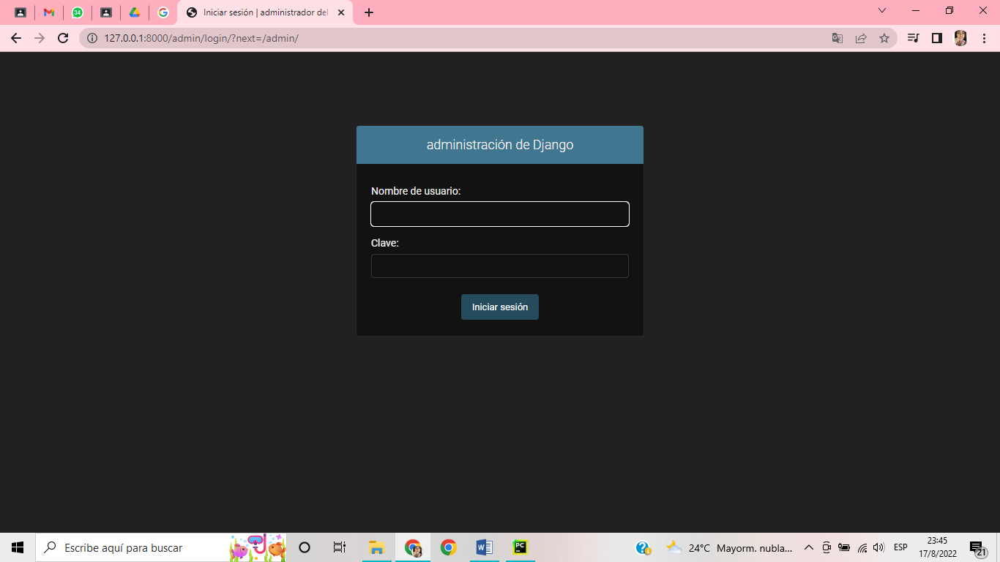 34
Iniciar sesión | administrador del
127.0.0.1:8000/admin/login/?next=/admin/
administración de Django
Nombre de usuario:
Clave:
Iniciar sesión
Escribe aquí para buscar
PC
24°C Mayorm. nubla...
ESP
23:45
17/8/2022
21